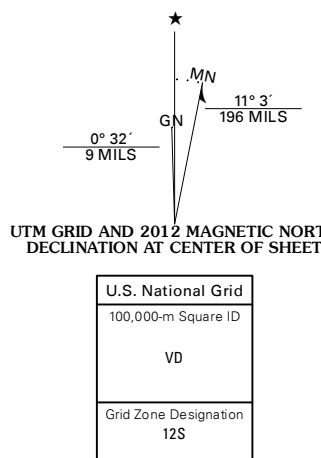 ★
MN
GN
11° 3´
196 MILS
0° 32´
9 MILS
UTM GRID AND 2012 MAGNETIC NORT
DECLINATION AT CENTER OF SHEET
U.S. National Grid
100,000-m Square ID
VD
Grid Zone Designation
12S